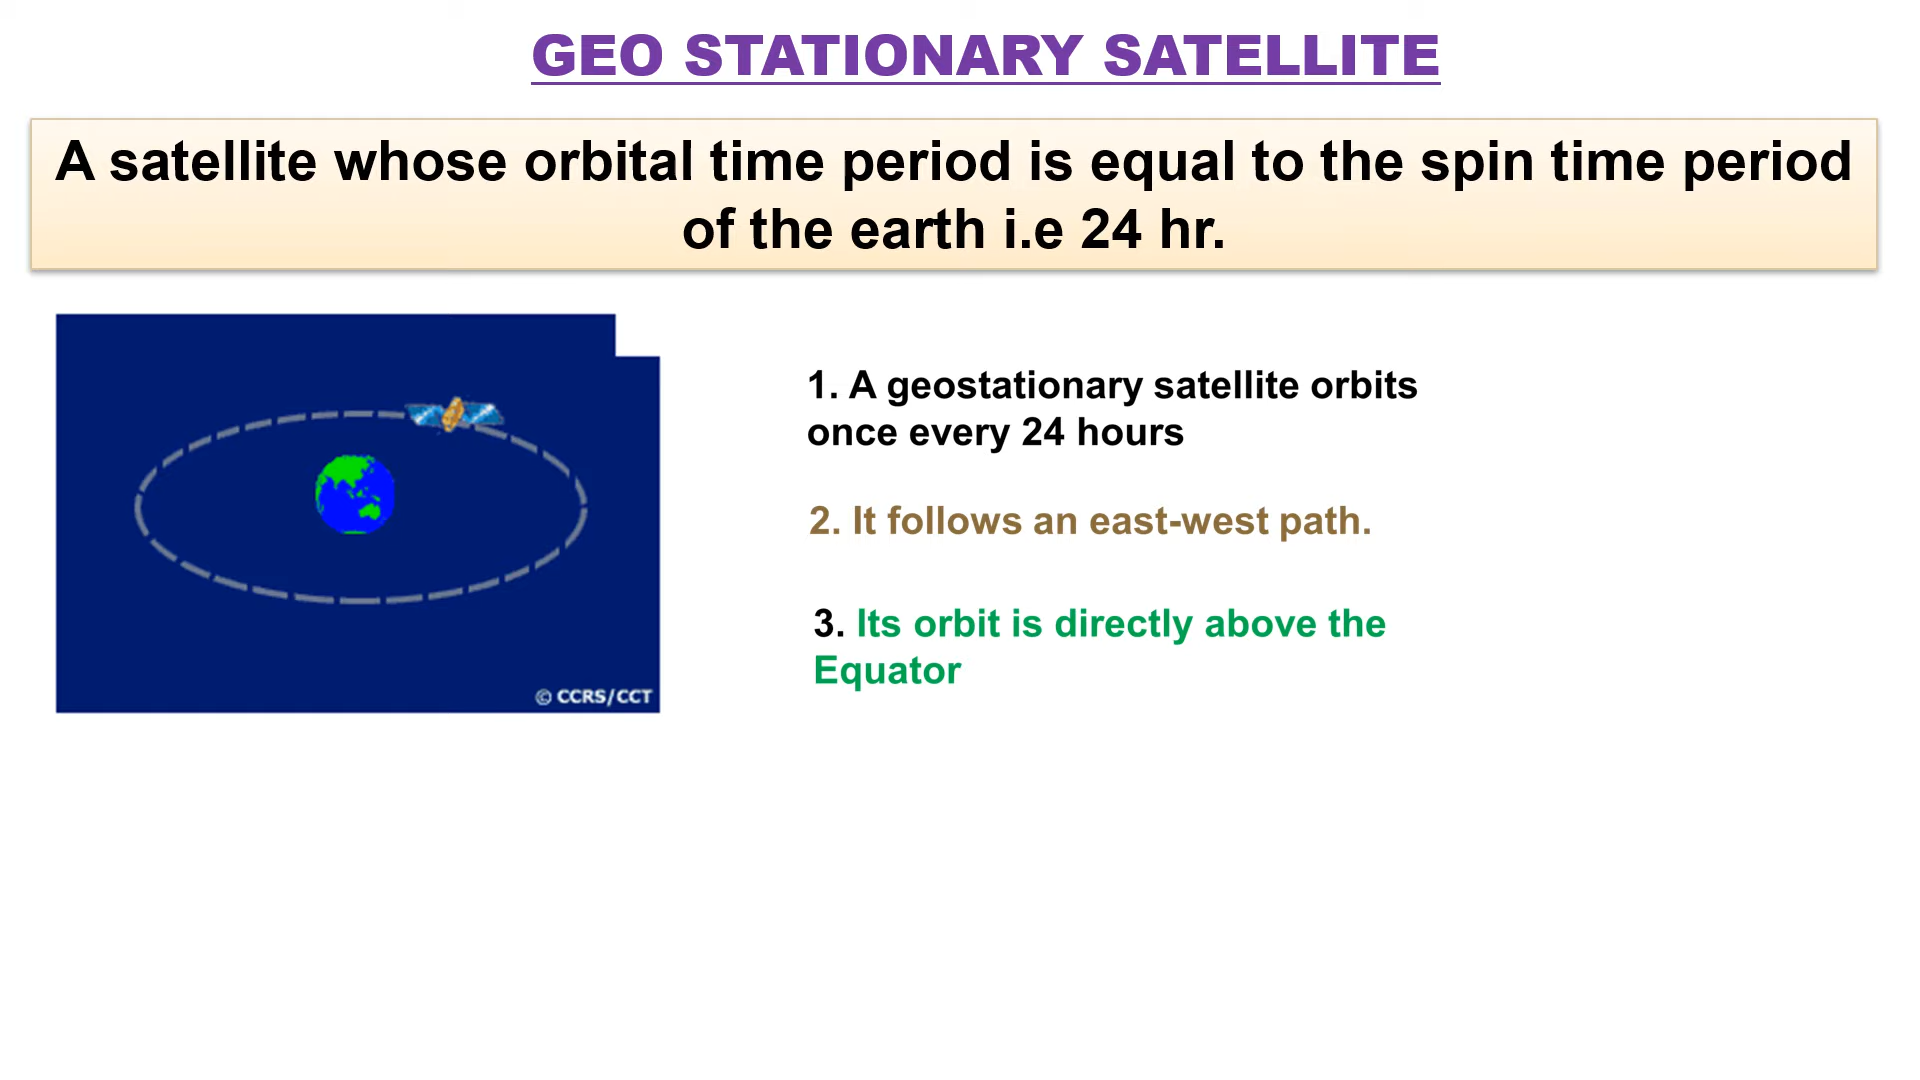 GEO STATIONARY SATELLITE
A satellite whose orbital time period is equal to the spin time period
of the earth i.e 24 hr.
1. A geostationary satellite orbits
once every 24 hours
2. It follows an east-west path.
3. Its orbit is directly above the
Equator
© CCRS/CCT